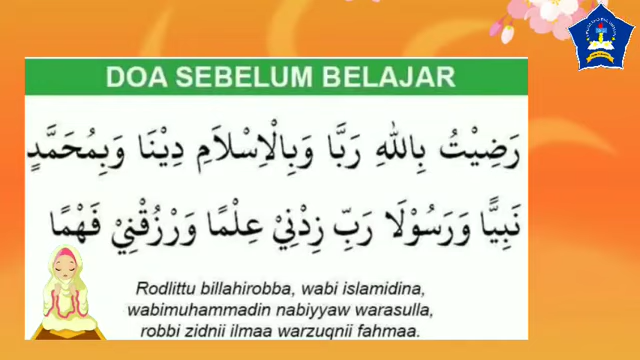 DOA SEBELUM BELAJAR
رَضِيْتُ بِاللهِ رَبًّا وَبِالْاِسْلَامِ دِيْنَا وَبِمُحَمَّدٍ
نَبِيًّا وَرَسُوْلَا رَبِّ زِدْنِيْ عِلْمًا وَرْزُقْنِيْ فَهْمًا
Rodlittu billahirobba, wabi islamidina,
wabimuhammadin nabiyyaw warasulla,
robbi zidnii ilmaa warzuqnii fahmaa.